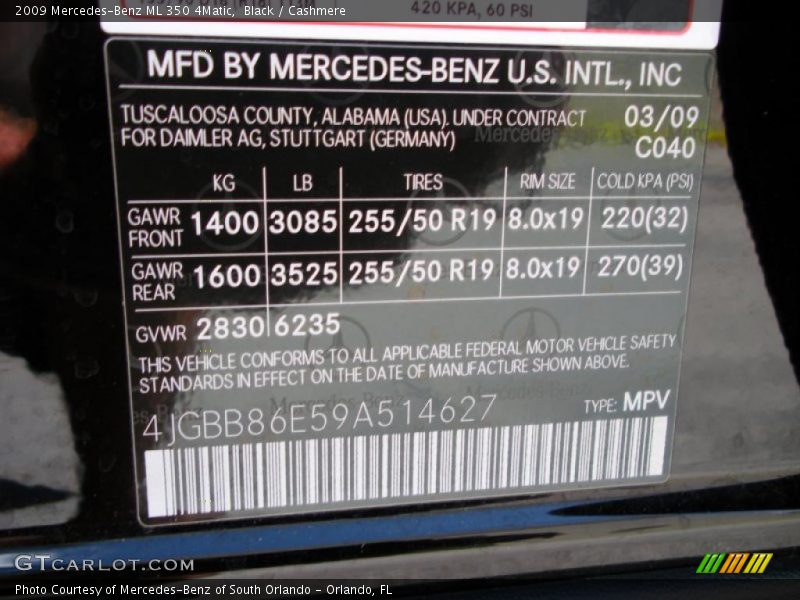 2009 Mercedes-Benz ML 350 4Matic, Black / Cashmere
420 KPA, 60 PSI
MFD BY MERCEDES-BENZ U.S. INTL., INC
TUSCALOOSA COUNTY, ALABAMA (USA). UNDER CONTRACT 03/09
FOR DAIMLER AG, STUTTGART (GERMANY) C040
KG LB TIRES RIM SIZE COLD KPA (PSI)
GAWR FRONT 1400 3085 255/50 R19 8.0x19 220(32)
GAWR REAR 1600 3525 255/50 R19 8.0x19 270(39)
GVWR 2830 6235
THIS VEHICLE CONFORMS TO ALL APPLICABLE FEDERAL MOTOR VEHICLE SAFETY
STANDARDS IN EFFECT ON THE DATE OF MANUFACTURE SHOWN ABOVE.
4JGBB86E59A514627 TYPE: MPV
GTCARLOT.COM
Photo Courtesy of Mercedes-Benz of South Orlando - Orlando, FL